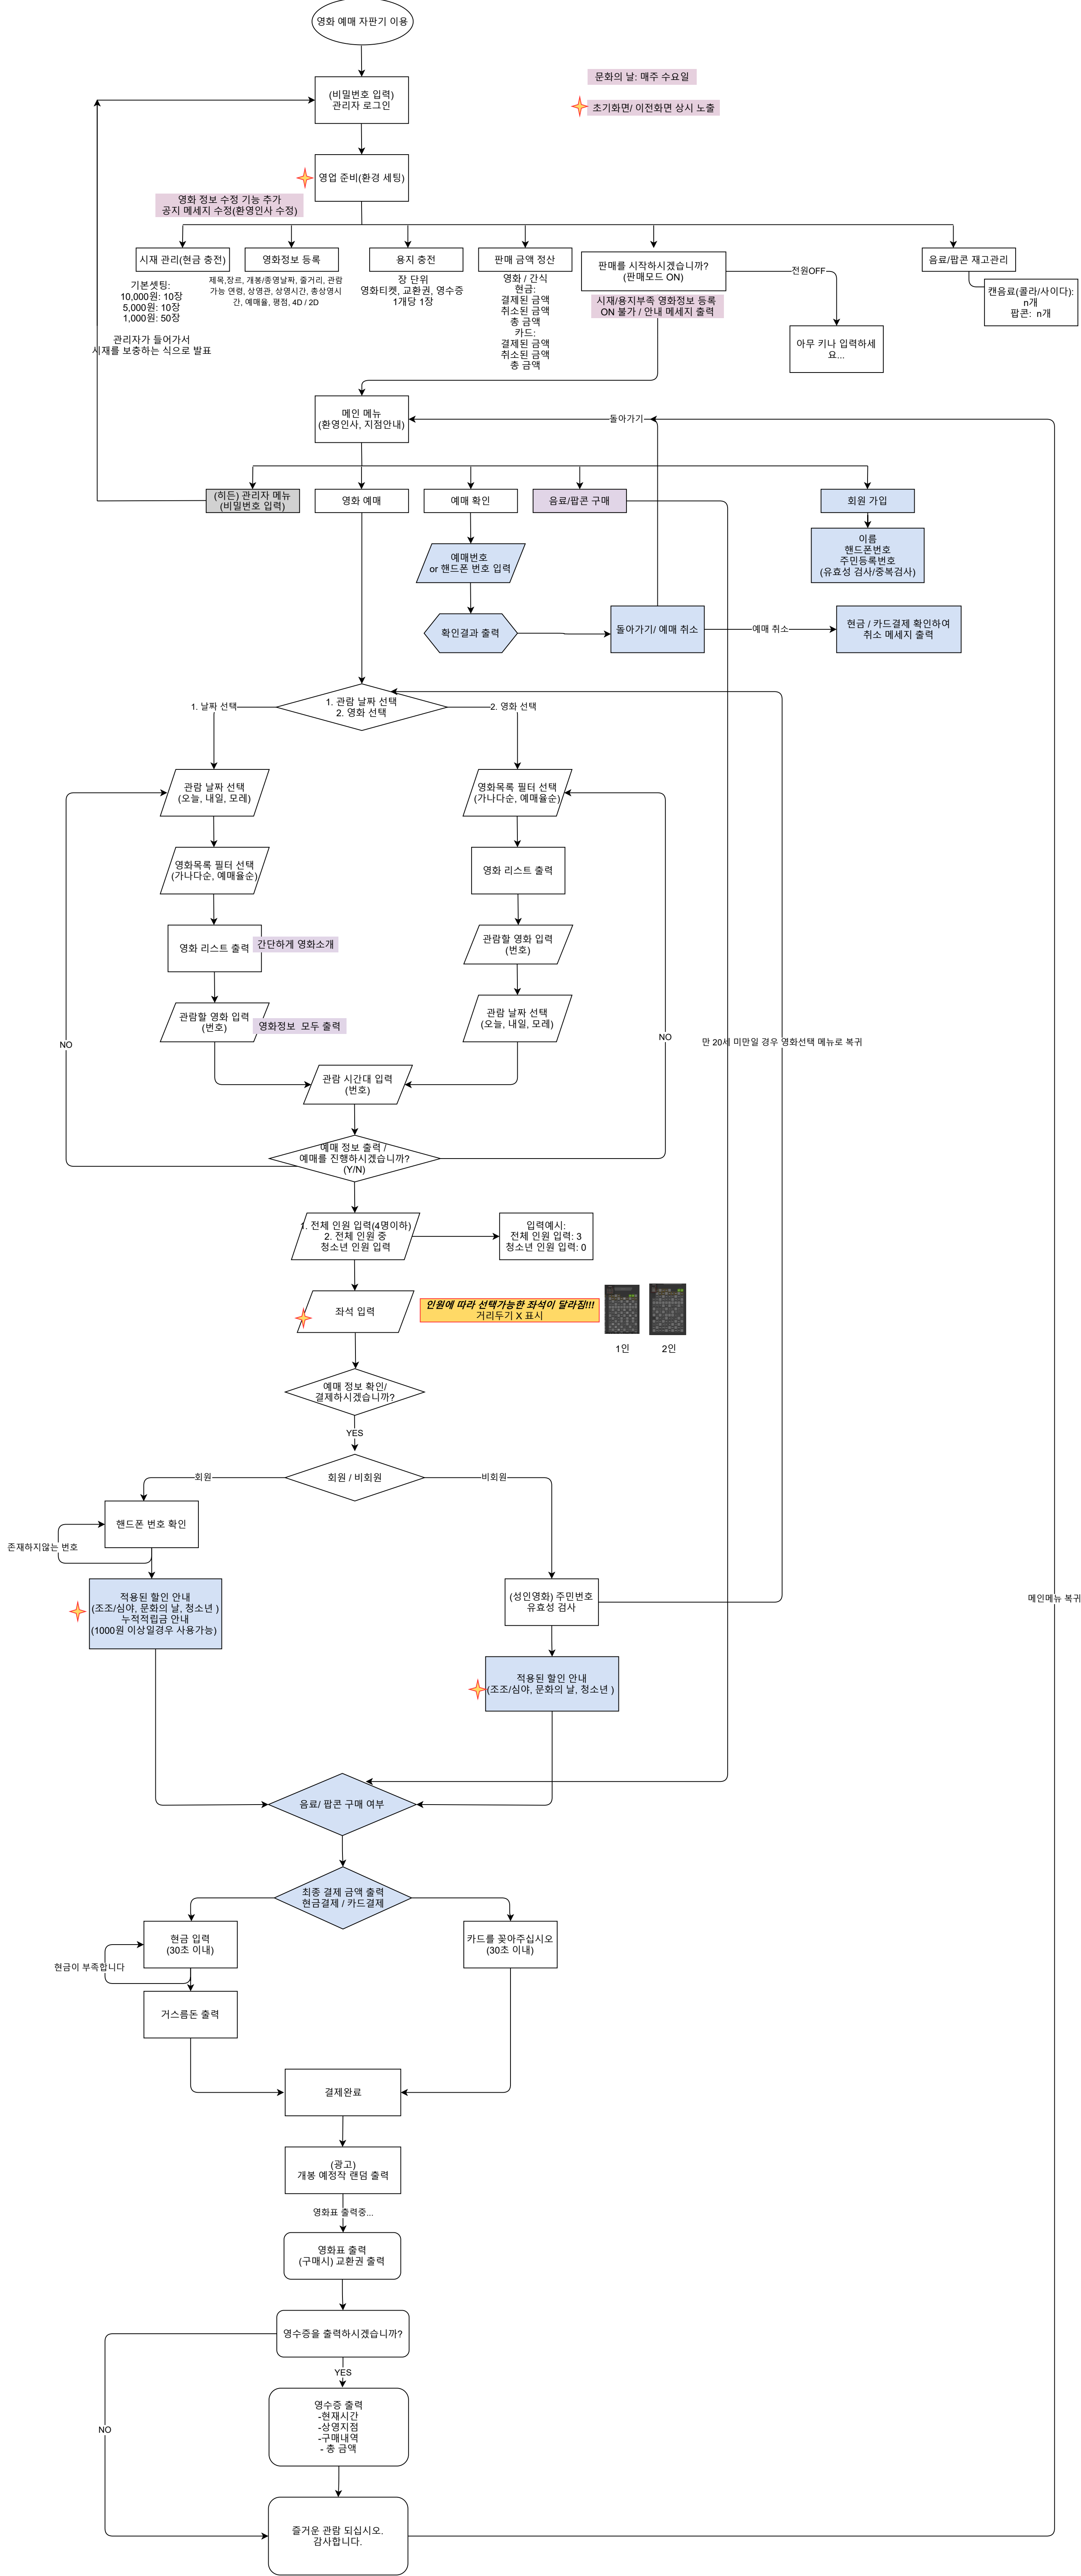 영화 예매 자판기 이용
(비밀번호 입력)
관리자 로그인
문화의 날: 매주 수요일
초기화면/ 이전화면 상시 노출
영업 준비(환경 세팅)
영화 정보 수정 기능 추가
공지 메세지 수정(환영인사 수정)
시재 관리(현금 충전)
기본셋팅:
10,000원: 10장
5,000원: 10장
1,000원: 50장
관리자가 들어가서
시재를 보충하는 식으로 발표
영화정보 등록
제목,장르, 개봉/종영날짜, 줄거리, 관람
가능 연령, 상영관, 상영시간, 총상영시
간, 예매율, 평점, 4D / 2D
용지 충전
장 단위
영화티켓, 교환권, 영수증
1개당 1장
판매 금액 정산
영화 / 간식
현금:
결제된 금액
취소된 금액
총 금액
카드:
결제된 금액
취소된 금액
총 금액
판매를 시작하시겠습니까?
(판매모드 ON)
시재/용지부족 영화정보 등록
ON 불가 / 안내 메세지 출력
전원OFF
아무 키나 입력하세
요...
음료/팝콘 재고관리
캔음료(콜라/사이다):
n개
팝콘:  n개
메인 메뉴
(환영인사, 지점안내)
돌아가기
(히든) 관리자 메뉴
(비밀번호 입력)
영화 예매
예매 확인
음료/팝콘 구매
회원 가입
예매번호
or 핸드폰 번호 입력
이름
핸드폰번호
주민등록번호
(유효성 검사/중복검사)
확인결과 출력
돌아가기/ 예매 취소
예매 취소
현금 / 카드결제 확인하여
취소 메세지 출력
1. 관람 날짜 선택
2. 영화 선택
1. 날짜 선택
2. 영화 선택
관람 날짜 선택
(오늘, 내일, 모레)
영화목록 필터 선택
(가나다순, 예매율순)
영화목록 필터 선택
(가나다순, 예매율순)
영화 리스트 출력
영화 리스트 출력
간단하게 영화소개
관람할 영화 입력
(번호)
관람할 영화 입력
(번호)
영화정보  모두 출력
관람 날짜 선택
(오늘, 내일, 모레)
NO
NO
만 20세 미만일 경우 영화선택 메뉴로 복귀
관람 시간대 입력
(번호)
예매 정보 출력 /
예매를 진행하시겠습니까?
(Y/N)
1. 전체 인원 입력(4명이하)
2. 전체 인원 중
청소년 인원 입력
입력예시:
전체 인원 입력: 3
청소년 인원 입력: 0
좌석 입력
인원에 따라 선택가능한 좌석이 달라짐!!!
거리두기 X 표시
1인
2인
예매 정보 확인/
결제하시겠습니까?
YES
회원 / 비회원
회원
비회원
핸드폰 번호 확인
존재하지않는 번호
적용된 할인 안내
(조조/심야, 문화의 날, 청소년 )
누적적립금 안내
(1000원 이상일경우 사용가능)
(성인영화) 주민번호
유효성 검사
메인메뉴 복귀
적용된 할인 안내
(조조/심야, 문화의 날, 청소년 )
음료/ 팝콘 구매 여부
최종 결제 금액 출력
현금결제 / 카드결제
현금 입력
(30초 이내)
현금이 부족합니다
카드를 꽂아주십시오
(30초 이내)
거스름돈 출력
결제완료
(광고)
개봉 예정작 랜덤 출력
영화표 출력중...
영화표 출력
(구매시) 교환권 출력
영수증을 출력하시겠습니까?
YES
영수증 출력
-현재시간
-상영지점
-구매내역
- 총 금액
NO
즐거운 관람 되십시오.
감사합니다.